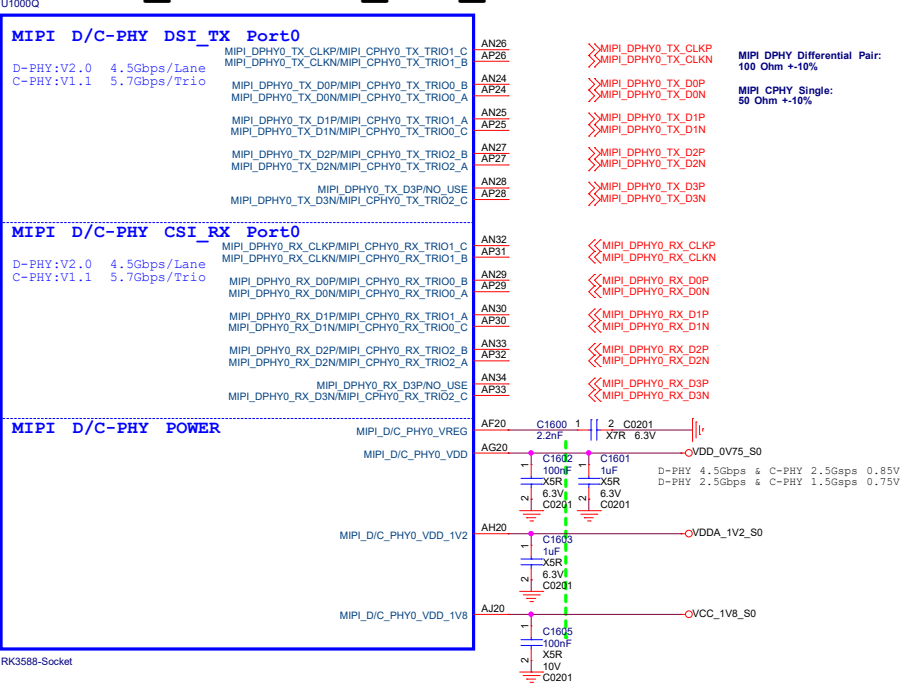 U1000Q
MIPI D/C-PHY DSI_TX Port0
D-PHY:V2.0 4.5Gbps/Lane
C-PHY:V1.1 5.7Gbps/Trio
MIPI_DPHY0_TX_CLKP/MIPI_CPHY0_TX_TRIO1_C AN26 MIPI_DPHY0_TX_CLKP
MIPI_DPHY0_TX_CLKN/MIPI_CPHY0_TX_TRIO1_B AP26 MIPI_DPHY0_TX_CLKN
MIPI_DPHY0_TX_D0P/MIPI_CPHY0_TX_TRIO0_B AN24 MIPI_DPHY0_TX_D0P
MIPI_DPHY0_TX_D0N/MIPI_CPHY0_TX_TRIO0_A AP24 MIPI_DPHY0_TX_D0N
MIPI_DPHY0_TX_D1P/MIPI_CPHY0_TX_TRIO1_A AN25 MIPI_DPHY0_TX_D1P
MIPI_DPHY0_TX_D1N/MIPI_CPHY0_TX_TRIO0_C AP25 MIPI_DPHY0_TX_D1N
MIPI_DPHY0_TX_D2P/MIPI_CPHY0_TX_TRIO2_B AN27 MIPI_DPHY0_TX_D2P
MIPI_DPHY0_TX_D2N/MIPI_CPHY0_TX_TRIO2_A AP27 MIPI_DPHY0_TX_D2N
MIPI_DPHY0_TX_D3P/NO_USE AN28 MIPI_DPHY0_TX_D3P
MIPI_DPHY0_TX_D3N/MIPI_CPHY0_TX_TRIO2_C AP28 MIPI_DPHY0_TX_D3N
MIPI DPHY Differential Pair:
100 Ohm +-10%
MIPI CPHY Single:
50 Ohm +-10%
MIPI D/C-PHY CSI_RX Port0
D-PHY:V2.0 4.5Gbps/Lane
C-PHY:V1.1 5.7Gbps/Trio
MIPI_DPHY0_RX_CLKP/MIPI_CPHY0_RX_TRIO1_C AN32 MIPI_DPHY0_RX_CLKP
MIPI_DPHY0_RX_CLKN/MIPI_CPHY0_RX_TRIO1_B AP31 MIPI_DPHY0_RX_CLKN
MIPI_DPHY0_RX_D0P/MIPI_CPHY0_RX_TRIO0_B AN29 MIPI_DPHY0_RX_D0P
MIPI_DPHY0_RX_D0N/MIPI_CPHY0_RX_TRIO0_A AP29 MIPI_DPHY0_RX_D0N
MIPI_DPHY0_RX_D1P/MIPI_CPHY0_RX_TRIO1_A AN30 MIPI_DPHY0_RX_D1P
MIPI_DPHY0_RX_D1N/MIPI_CPHY0_RX_TRIO0_C AP30 MIPI_DPHY0_RX_D1N
MIPI_DPHY0_RX_D2P/MIPI_CPHY0_RX_TRIO2_B AN33 MIPI_DPHY0_RX_D2P
MIPI_DPHY0_RX_D2N/MIPI_CPHY0_RX_TRIO2_A AP32 MIPI_DPHY0_RX_D2N
MIPI_DPHY0_RX_D3P/NO_USE AN34 MIPI_DPHY0_RX_D3P
MIPI_DPHY0_RX_D3N/MIPI_CPHY0_RX_TRIO2_C AP33 MIPI_DPHY0_RX_D3N
MIPI D/C-PHY POWER
MIPI_D/C_PHY0_VREG AF20 C1600 1 2 C0201
2.2nF X7R 6.3V
MIPI_D/C_PHY0_VDD AG20 VDD_0V75_S0
1 C1602 1 C1601
100nF 1uF
X5R X5R
2 6.3V 2 6.3V
C0201 C0201
D-PHY 4.5Gbps & C-PHY 2.5Gsps 0.85V
D-PHY 2.5Gbps & C-PHY 1.5Gsps 0.75V
MIPI_D/C_PHY0_VDD_1V2 AH20 VDDA_1V2_S0
1 C1603
1uF
X5R
2 6.3V
C0201
MIPI_D/C_PHY0_VDD_1V8 AJ20 VCC_1V8_S0
1 C1605
100nF
X5R
2 10V
C0201
RK3588-Socket